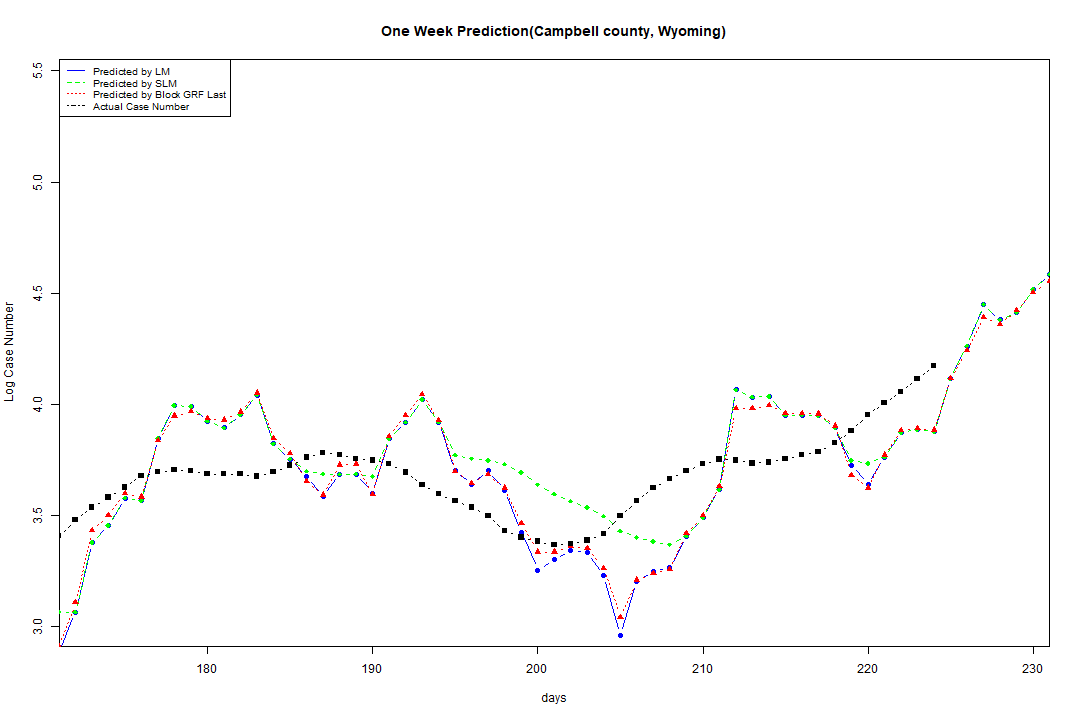 One Week Prediction(Campbell county, Wyoming)
Predicted by LM
Predicted by SLM
Predicted by Block GRF Last
Actual Case Number
5.5
5.0
4.5
4.0
3.5
3.0
Log Case Number
180 190 200 210 220 230
days